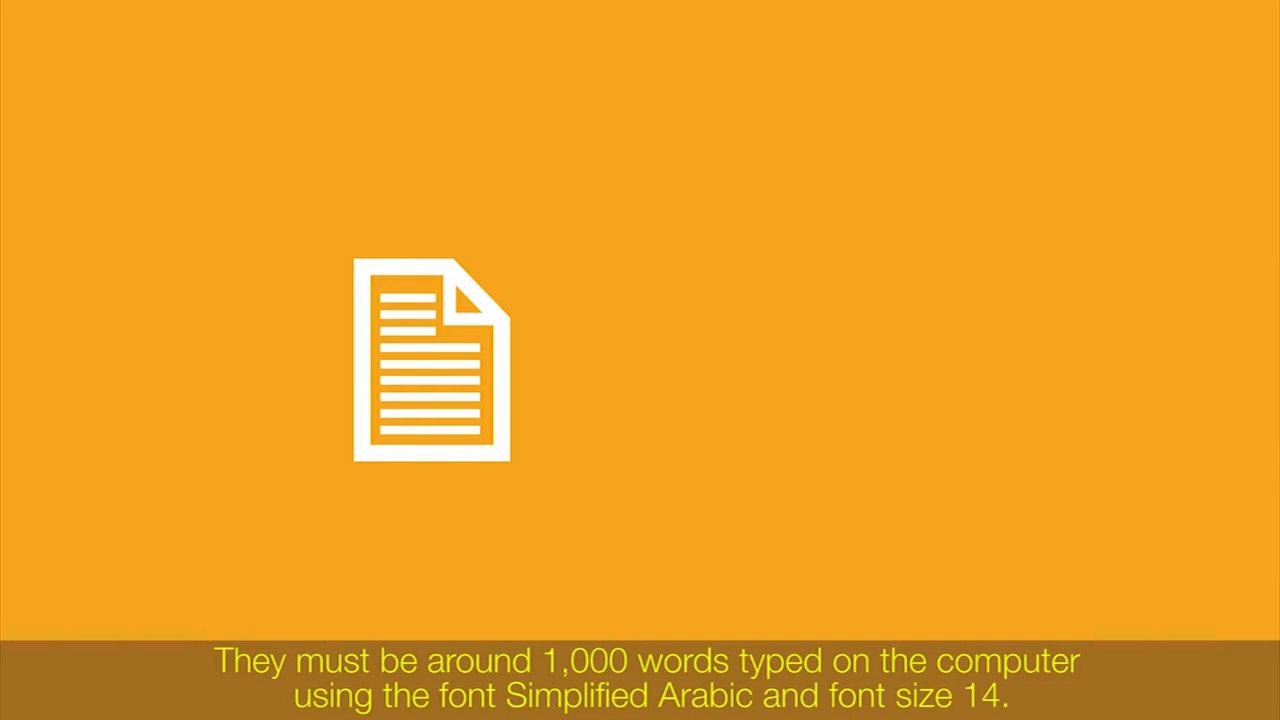 They must be around 1,000 words typed on the computer
using the font Simplified Arabic and font size 14.